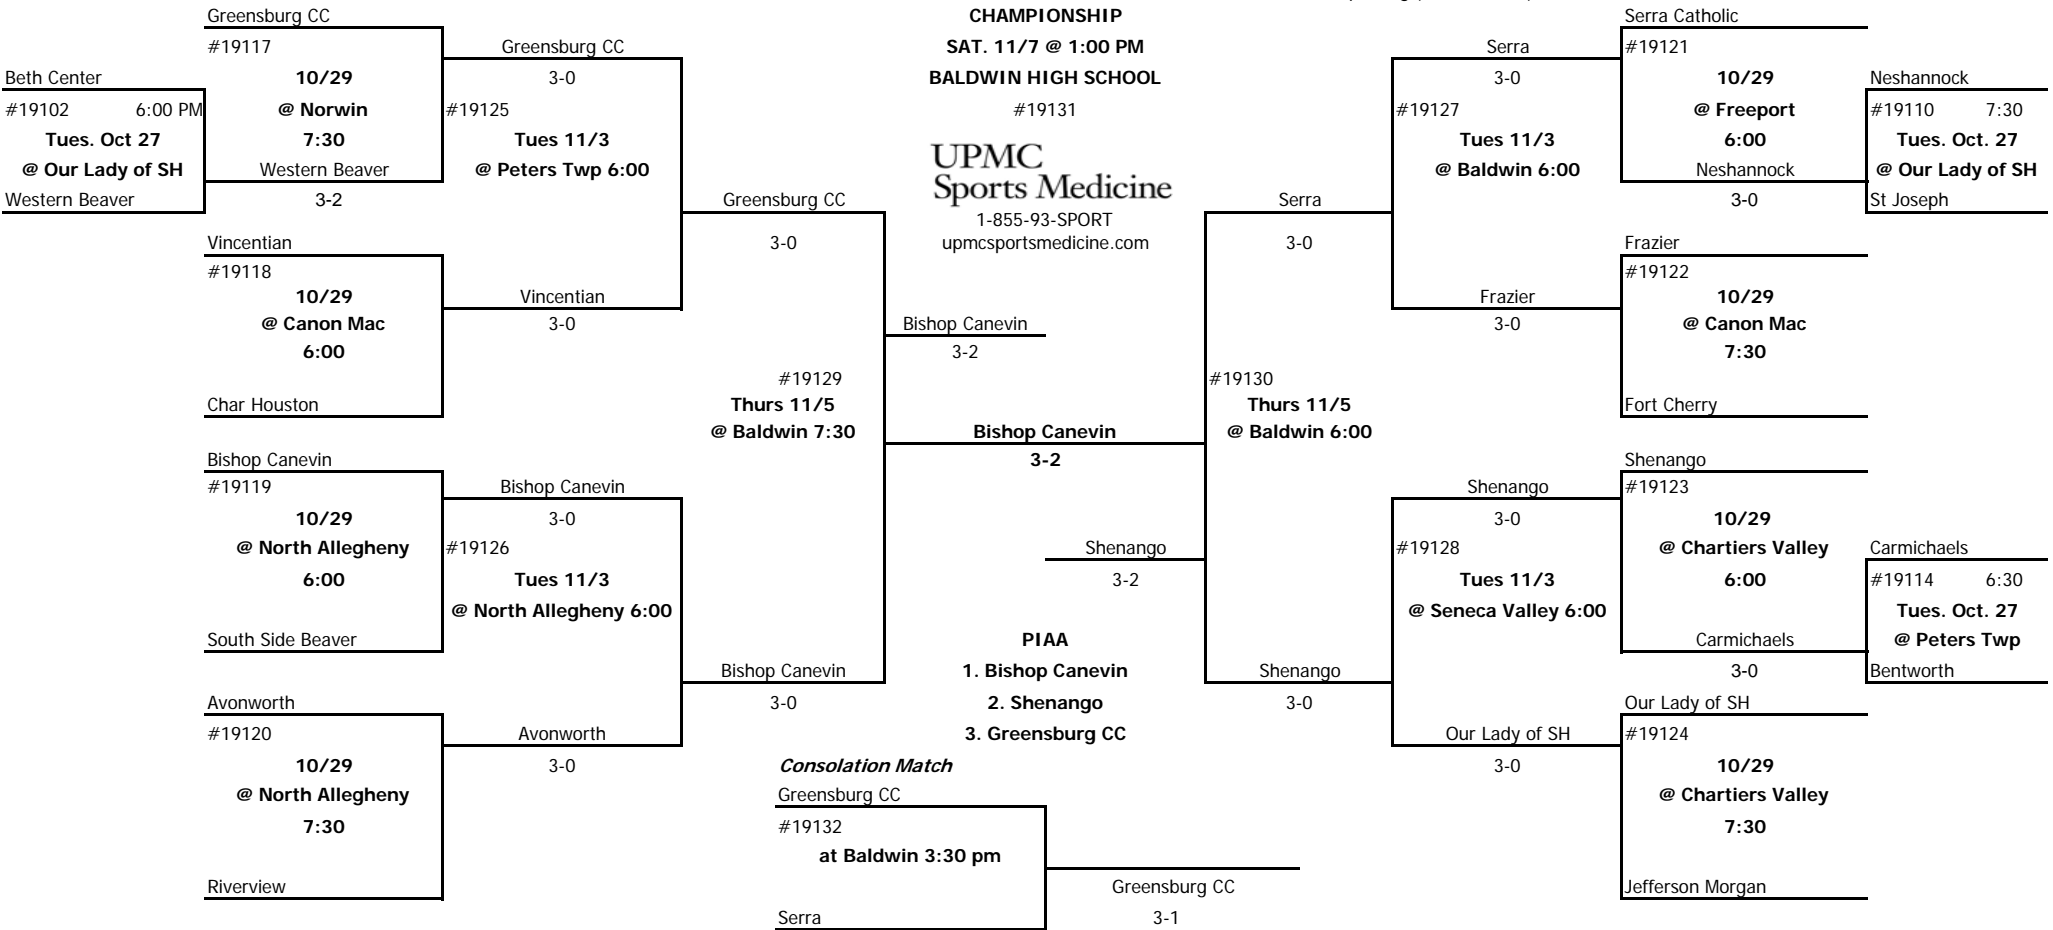 Greensburg CC
#19117
10/29
@ Norwin
7:30
Western Beaver
3-2
Beth Center
#19102 6:00 PM
Tues. Oct 27
@ Our Lady of SH
Western Beaver
Vincentian
#19118
10/29
@ Canon Mac
6:00
Char Houston
Bishop Canevin
#19119
10/29
@ North Allegheny
6:00
South Side Beaver
Avonworth
#19120
10/29
@ North Allegheny
7:30
Riverview
Greensburg CC
3-0
#19125
Tues 11/3
@ Peters Twp 6:00
Vincentian
3-0
Bishop Canevin
3-0
#19126
Tues 11/3
@ North Allegheny 6:00
Avonworth
3-0
Greensburg CC
3-0
#19129
Thurs 11/5
@ Baldwin 7:30
Bishop Canevin
3-0
CHAMPIONSHIP
SAT. 11/7 @ 1:00 PM
BALDWIN HIGH SCHOOL
#19131
UPMC
Sports Medicine
1-855-93-SPORT
upmcsportsmedicine.com
Bishop Canevin
3-2
Bishop Canevin
3-2
Shenango
3-2
PIAA
1. Bishop Canevin
2. Shenango
3. Greensburg CC
Consolation Match
Greensburg CC
#19132
at Baldwin 3:30 pm
Serra
Greensburg CC
3-1
Serra
3-0
#19130
Thurs 11/5
@ Baldwin 6:00
Shenango
3-0
Serra
3-0
#19127
Tues 11/3
@ Baldwin 6:00
Frazier
3-0
Shenango
3-0
#19128
Tues 11/3
@ Seneca Valley 6:00
Our Lady of SH
3-0
Serra Catholic
#19121
10/29
@ Freeport
6:00
Neshannock
3-0
Neshannock
#19110 7:30
Tues. Oct. 27
@ Our Lady of SH
St Joseph
Frazier
#19122
10/29
@ Canon Mac
7:30
Fort Cherry
Shenango
#19123
10/29
@ Chartiers Valley
6:00
Carmichaels
3-0
Carmichaels
#19114 6:30
Tues. Oct. 27
@ Peters Twp
Bentworth
Our Lady of SH
#19124
10/29
@ Chartiers Valley
7:30
Jefferson Morgan